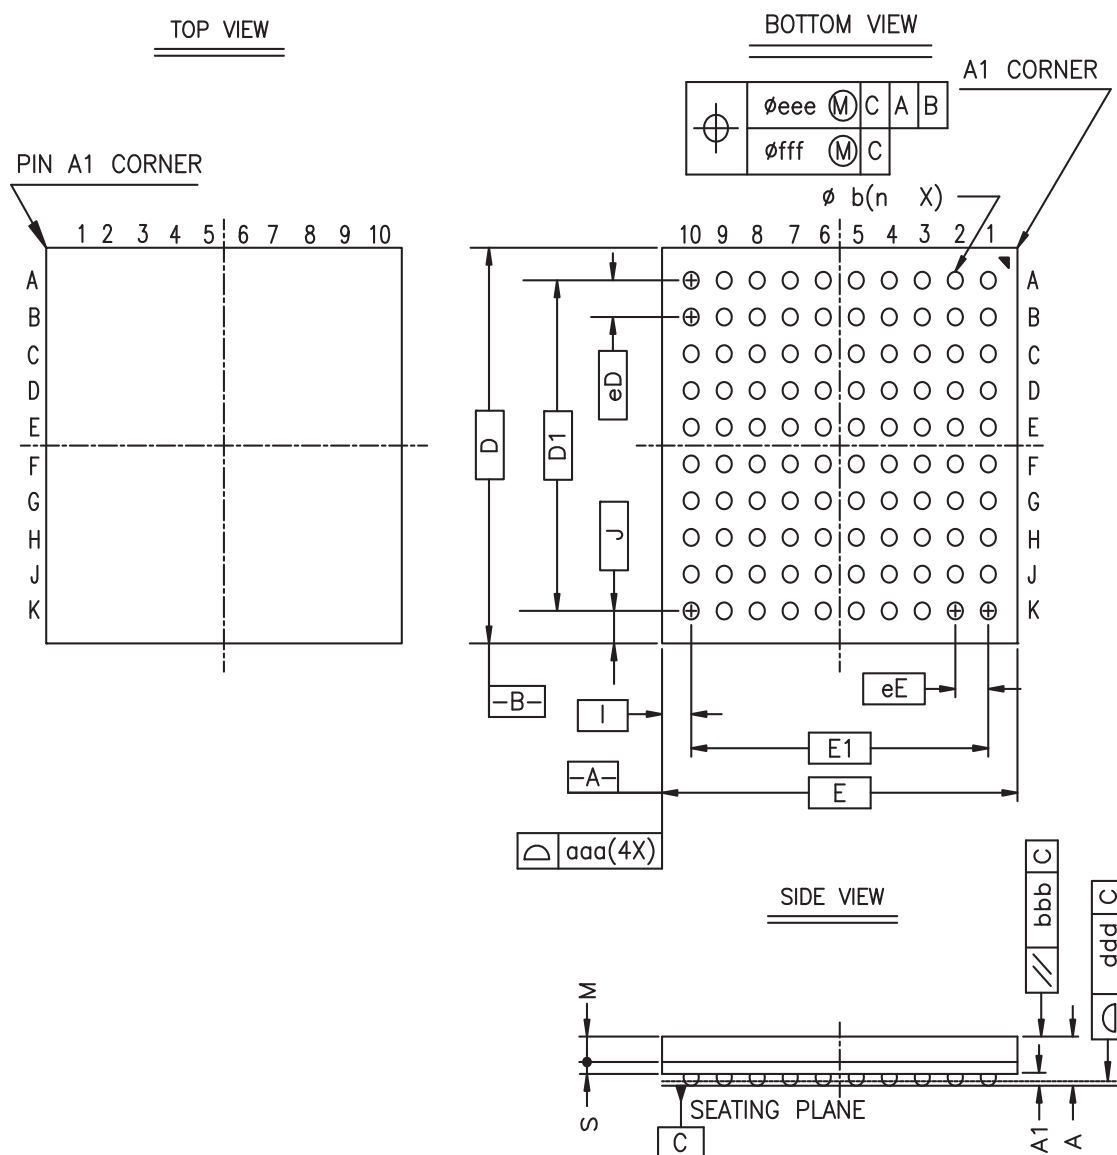 TOP VIEW
BOTTOM VIEW
A1 CORNER
Øeee Ⓜ C A B
Øfff Ⓜ C
PIN A1 CORNER
Ø b(n X)
1 2 3 4 5 6 7 8 9 10
10 9 8 7 6 5 4 3 2 1
A
B
C
D
E
F
G
H
J
K
A
B
C
D
E
F
G
H
J
K
eD
D
D1
J
-B-
I
eE
E1
-A-
E
aaa(4X)
SIDE VIEW
// bbb C
ddd C
M
S
SEATING PLANE
C
A1
A